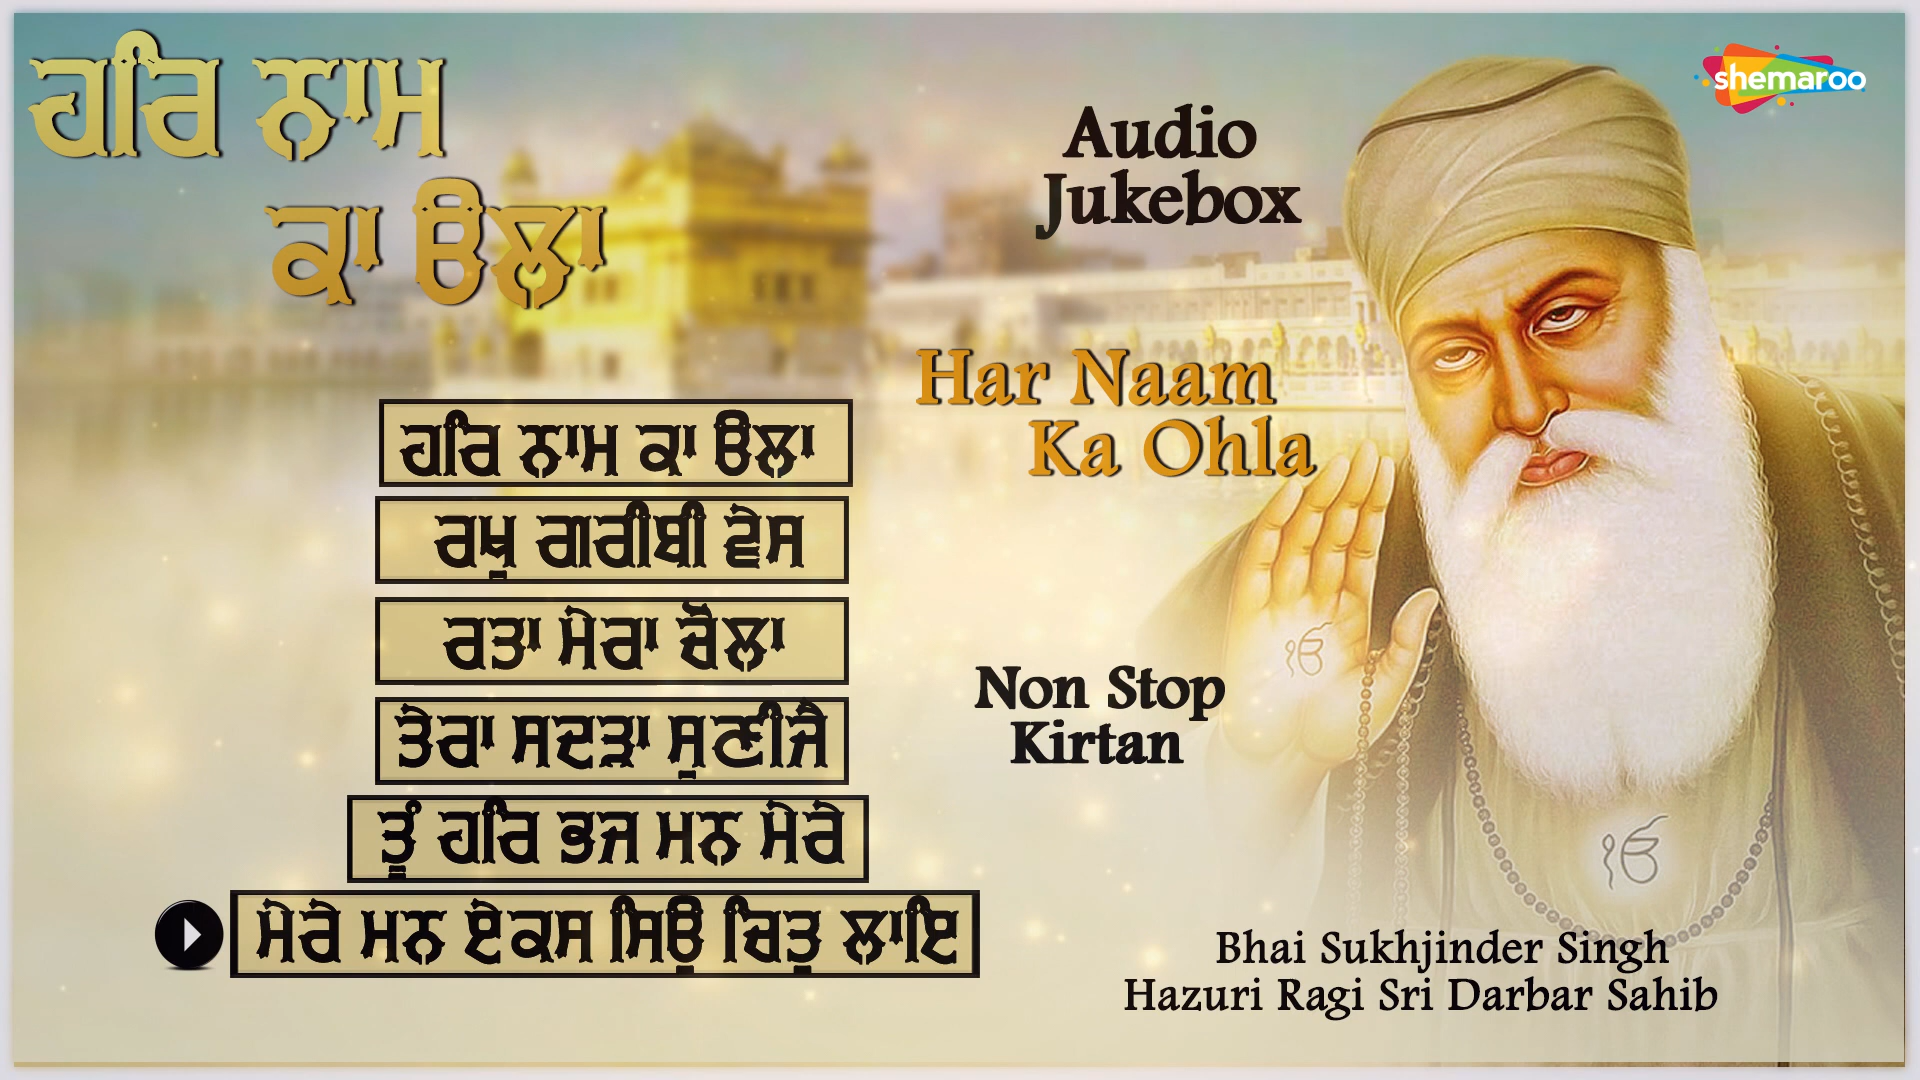 ਹਰਿ ਨਾਮ
ਕਾ ਓਲਾ
shemaroo
Audio
Jukebox
Har Naam
Ka Ohla
ਹਰਿ ਨਾਮ ਕਾ ਓਲਾ
ਰਖੁ ਗਰੀਬੀ ਵੇਸ
ਰਤਾ ਮੇਰਾ ਚੋਲਾ
ਤੇਰਾ ਸਦੜਾ ਸੁਣੀਜੈ
ਤੂੰ ਹਰਿ ਭਜ ਮਨ ਮੇਰੇ
ਮੇਰੇ ਮਨ ਏਕਸ ਸਿਉ ਚਿਤੁ ਲਾਇ
Non Stop
Kirtan
ੴ
ੴ
Bhai Sukhjinder Singh
Hazuri Ragi Sri Darbar Sahib